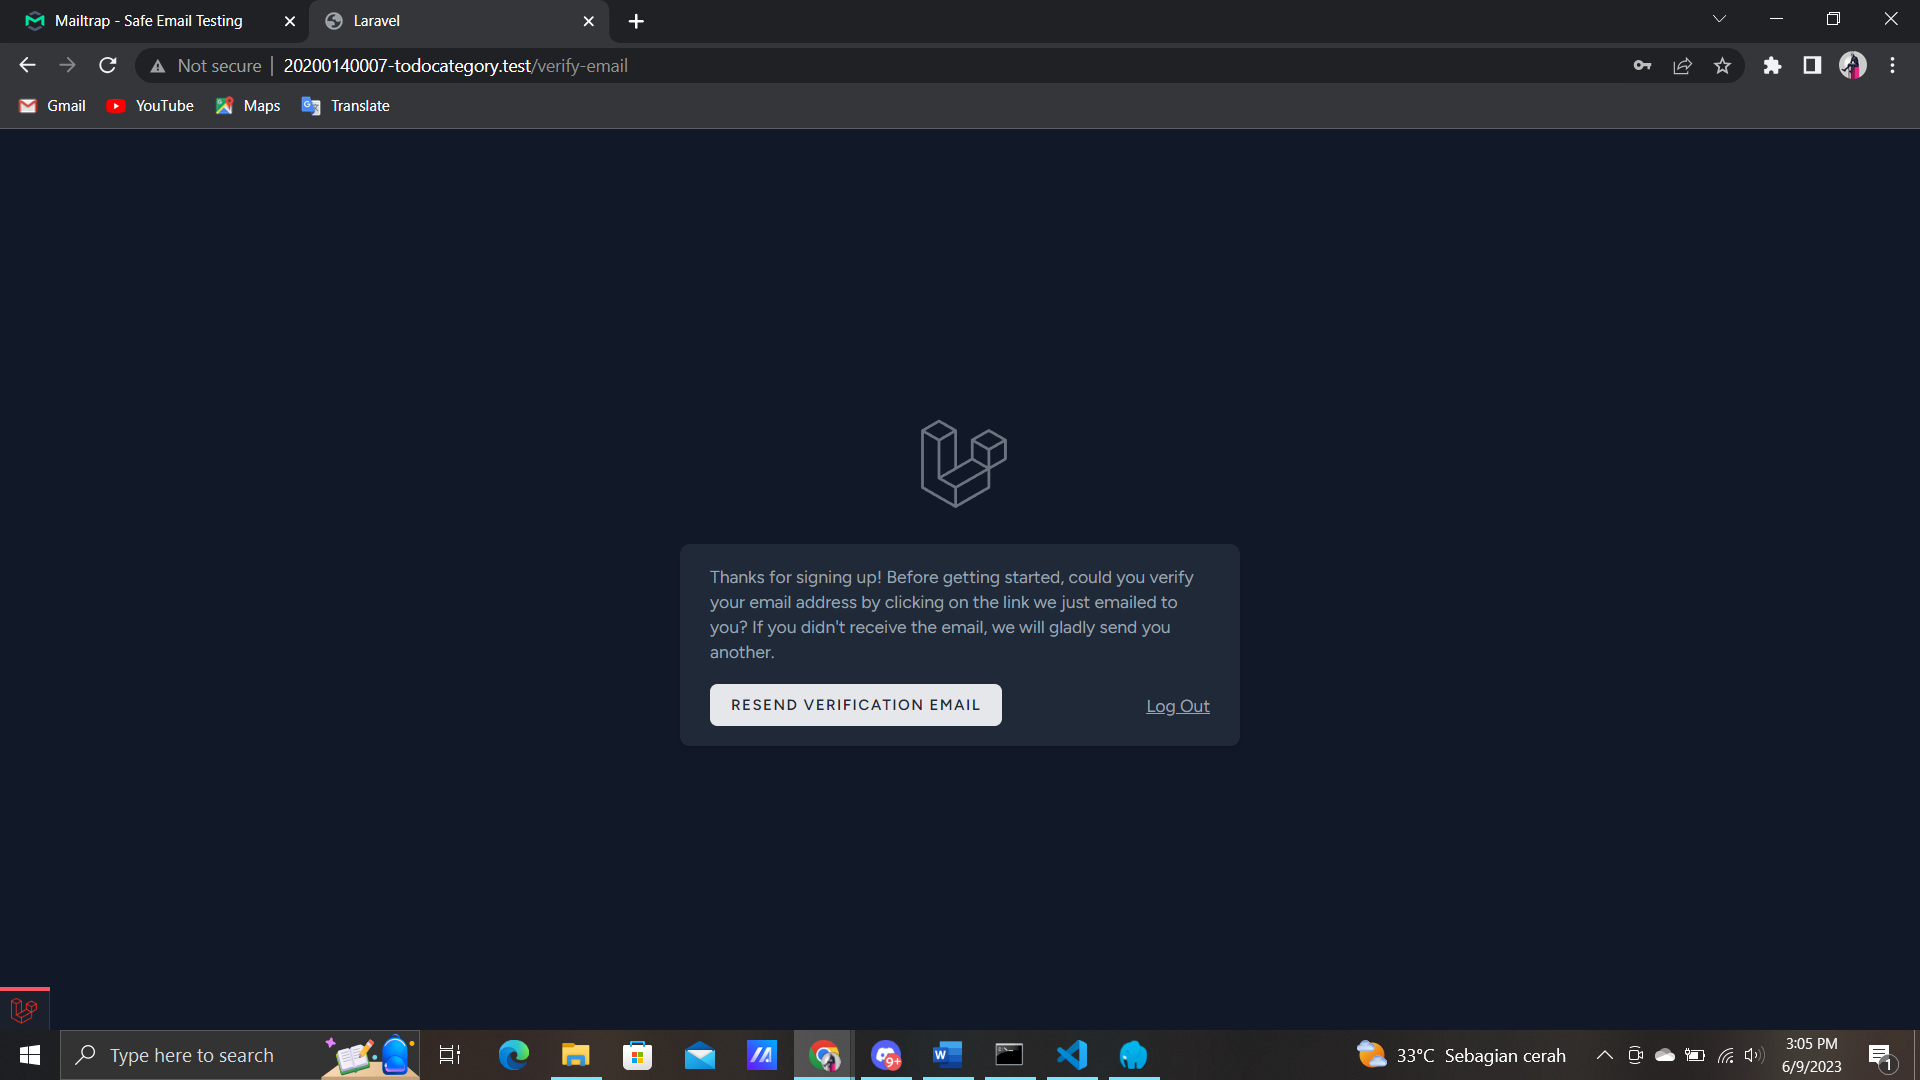 Mailtrap - Safe Email Testing
Laravel
Not secure
20200140007-todocategory.test/verify-email
Gmail
YouTube
Maps
Translate
Thanks for signing up! Before getting started, could you verify
your email address by clicking on the link we just emailed to
you? If you didn't receive the email, we will gladly send you
another.
RESEND VERIFICATION EMAIL
Log Out
Type here to search
9+
33°C Sebagian cerah
3:05 PM
6/9/2023
1